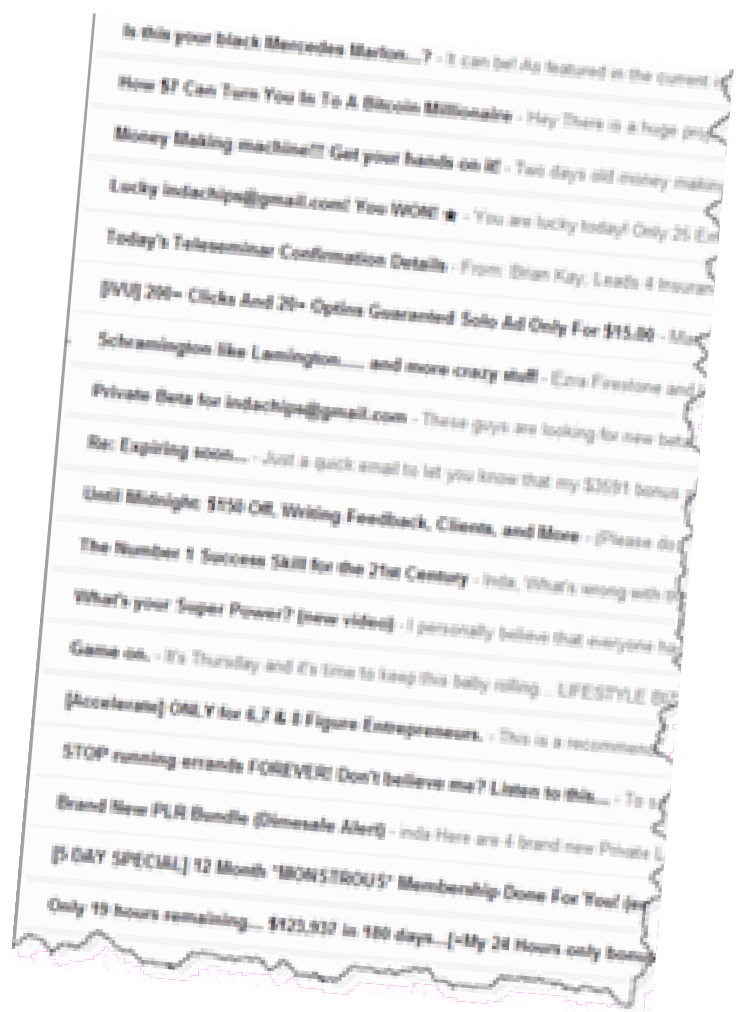 Is this your black Mercedes Marlon...? - It can be! As featured in the current
How $7 Can Turn You In To A Bitcoin Millionaire - Hey There is a huge
Money Making machine!!! Get your hands on it! - Two days old money making
Lucky indachips@gmail.com! You WON! ★ - You are lucky today! Only 25
Today's Teleseminar Confirmation Details - From: Brian Kay, Leads 4
[IVU] 200+ Clicks And 20+ Optins Guaranted Solo Ad Only For $15.00 -
Schramington like Lamington..... and more crazy stuff - Ezra Firestone and
Private Beta for indachips@gmail.com - These guys are looking for new beta
Re: Expiring soon... - Just a quick email to let you know that my $3591 bonus
Until Midnight: $150 Off, Writing Feedback, Clients, and More - (Please
The Number 1 Success Skill for the 21st Century - Inda, What's wrong with
What's your Super Power? (new video) - I personally believe that everyone
Game on. - It's Thursday and it's time to keep this baby rolling... LIFESTYLE
[Accelerate] ONLY for 6,7 & 8 Figure Entrepreneurs. - This is a
STOP running errands FOREVER! Don't believe me? Listen to this... - To
Brand New PLR Bundle (Dimesale Alert) - inda Here are 4 brand new Private
[5 DAY SPECIAL] 12 Month "MONSTROUS" Membership Done For You!
Only 19 hours remaining... $123,937 in 180 days...[+My 24 Hours only